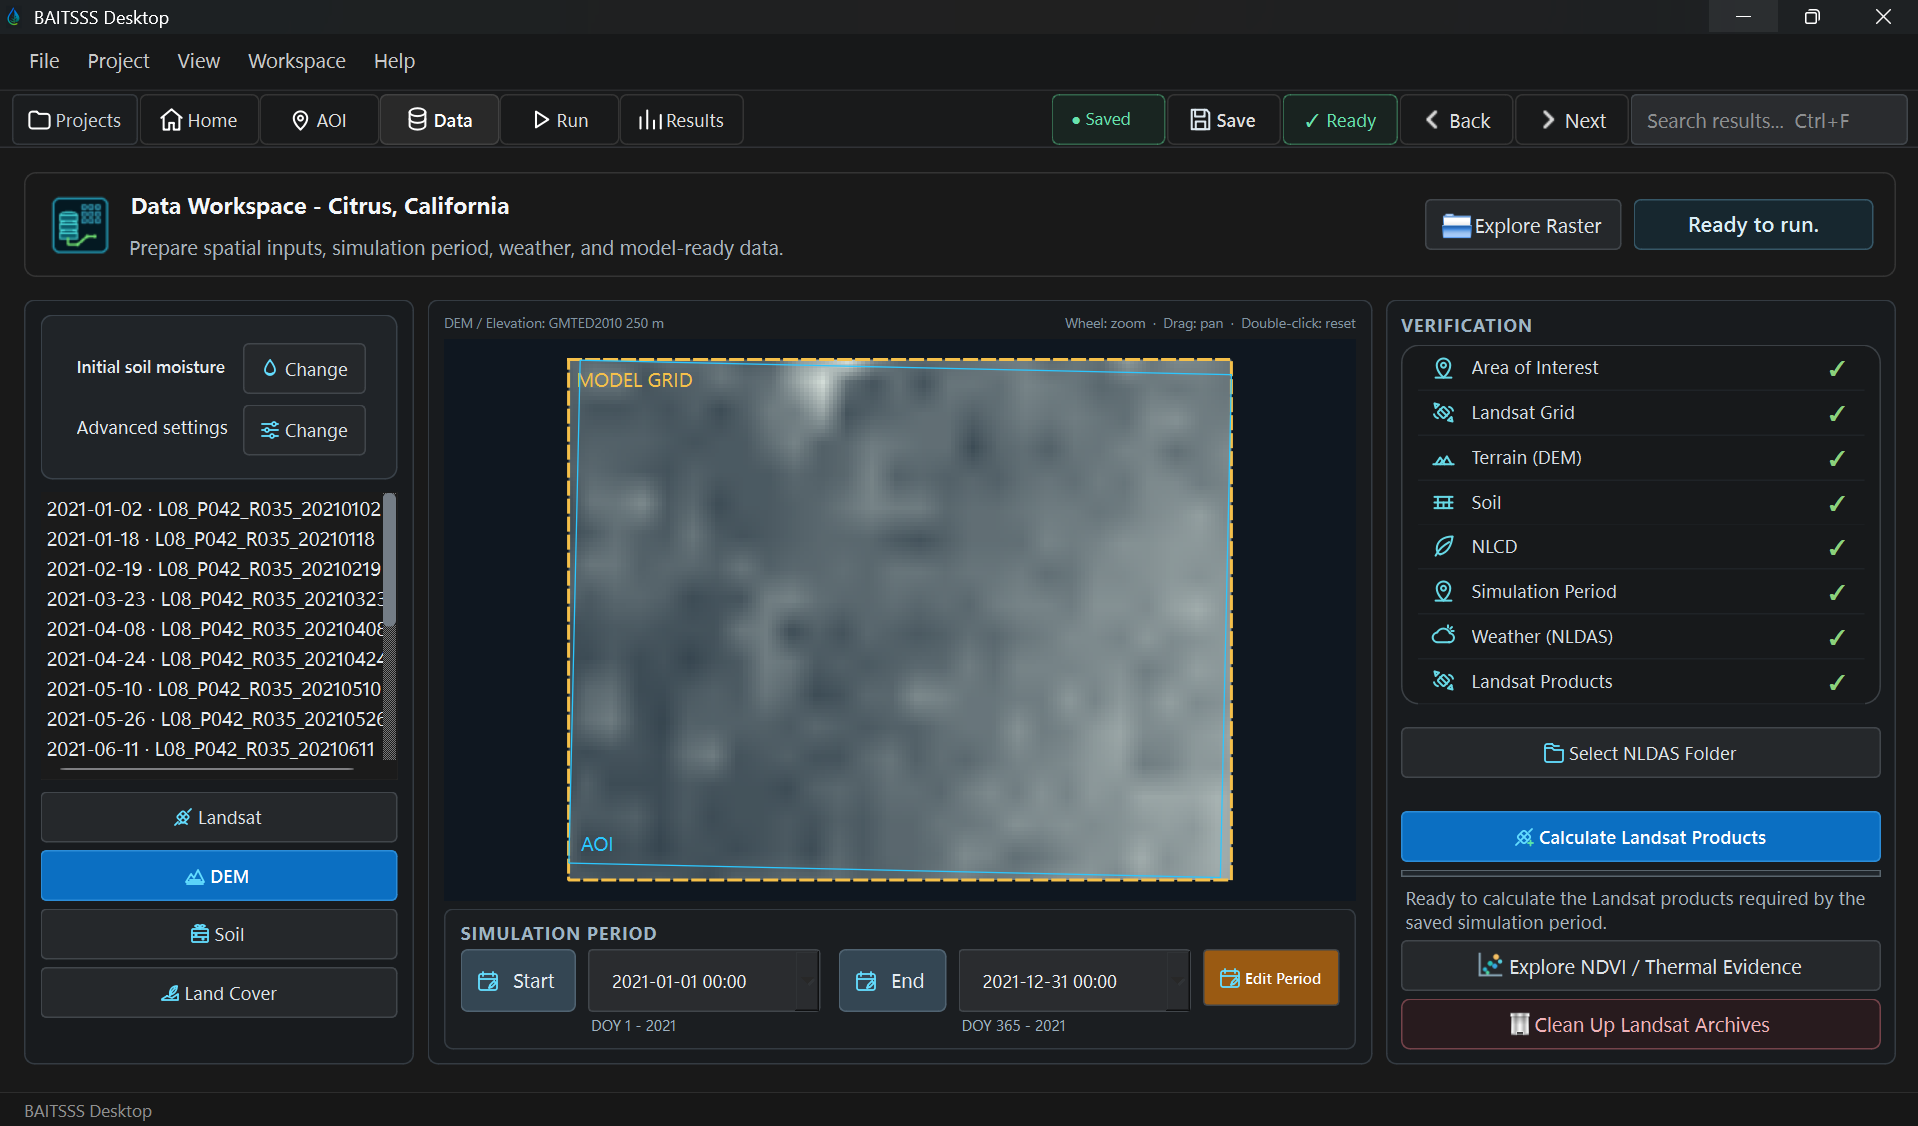 BAITSSS Desktop
File Project View Workspace Help
Projects Home AOI Data Run Results • Saved Save ✓ Ready Back Next Search results... Ctrl+F
Data Workspace - Citrus, California
Prepare spatial inputs, simulation period, weather, and model-ready data.
Explore Raster Ready to run.
Initial soil moisture Change
Advanced settings Change
2021-01-02 · L08_P042_R035_20210102
2021-01-18 · L08_P042_R035_20210118
2021-02-19 · L08_P042_R035_20210219
2021-03-23 · L08_P042_R035_20210323
2021-04-08 · L08_P042_R035_20210408
2021-04-24 · L08_P042_R035_20210424
2021-05-10 · L08_P042_R035_20210510
2021-05-26 · L08_P042_R035_20210526
2021-06-11 · L08_P042_R035_20210611
Landsat
DEM
Soil
Land Cover
DEM / Elevation: GMTED2010 250 m Wheel: zoom · Drag: pan · Double-click: reset
MODEL GRID
AOI
SIMULATION PERIOD
Start 2021-01-01 00:00 End 2021-12-31 00:00 Edit Period
DOY 1 - 2021 DOY 365 - 2021
VERIFICATION
Area of Interest ✓
Landsat Grid ✓
Terrain (DEM) ✓
Soil ✓
NLCD ✓
Simulation Period ✓
Weather (NLDAS) ✓
Landsat Products ✓
Select NLDAS Folder
Calculate Landsat Products
Ready to calculate the Landsat products required by the
saved simulation period.
Explore NDVI / Thermal Evidence
Clean Up Landsat Archives
BAITSSS Desktop